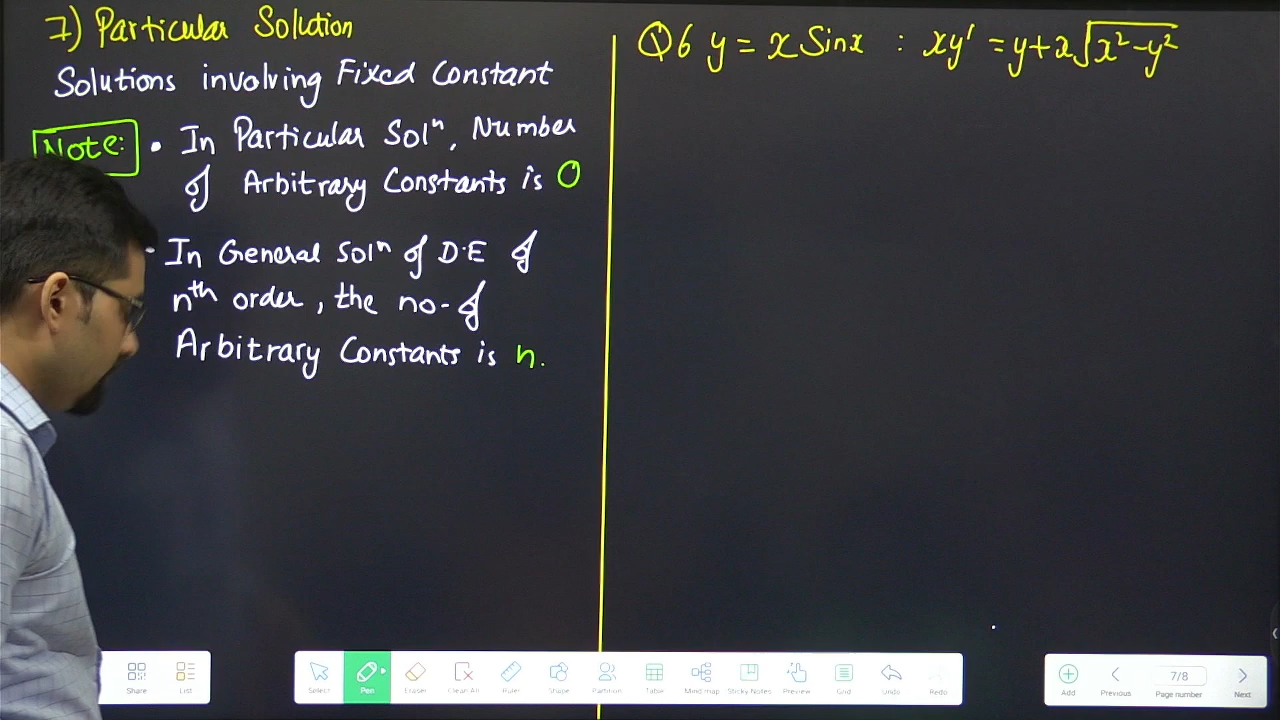 7) Particular Solution
Solutions involving Fixed Constant
Note: • In Particular Solⁿ, Number
of Arbitrary Constants is 0
• In General Solⁿ of D.E of
nth order, the no. of
Arbitrary Constants is n.
Q6 y = x Sinx : xy' = y+x√x²-y²
Share
List
Select
Pen
Eraser
Clean All
Ruler
Shape
Partition
Table
Mind map
Sticky Notes
Preview
Grid
Undo
Redo
Add
Previous
7/8
Page number
Next